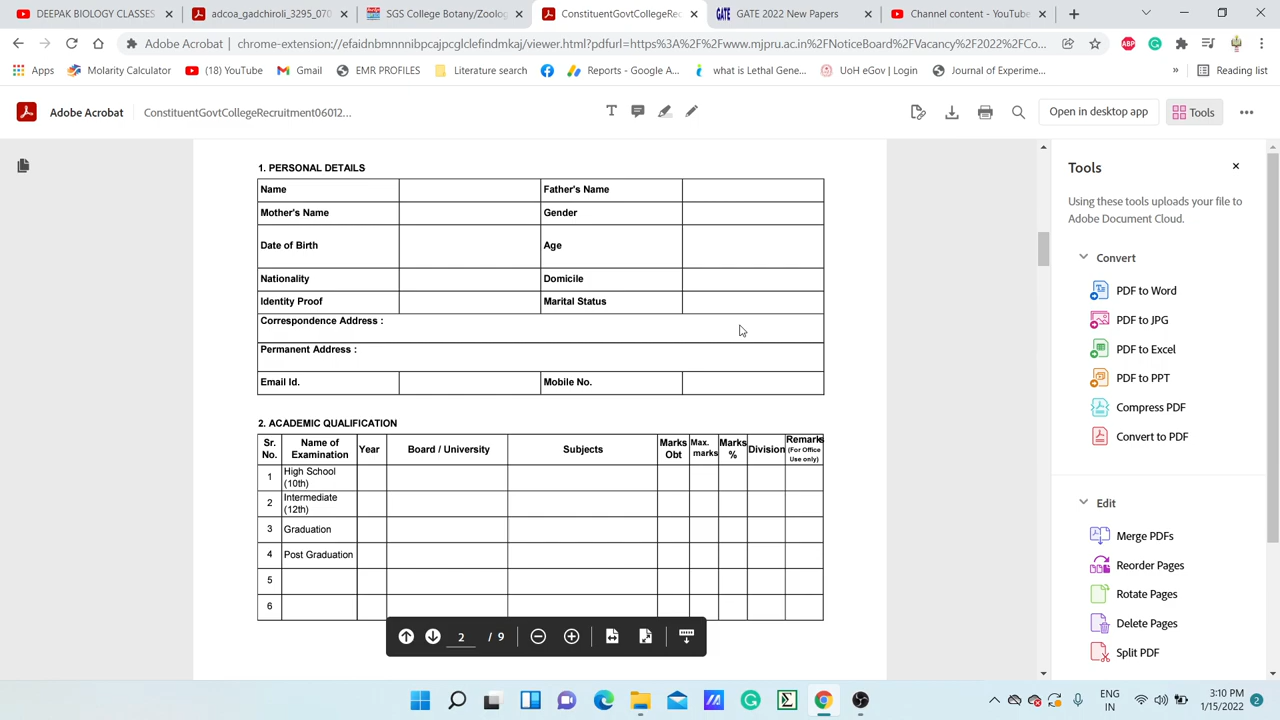 DEEPAK BIOLOGY CLASSES
adcoa_gadchiroli_3295_070
SGS College Botany/Zoolog
ConstituentGovtCollegeRec
GATE
GATE 2022 New Papers
Channel content - YouTube
Adobe Acrobat | chrome-extension://efaidnbmnnnibpcajpcglclefindmkaj/viewer.html?pdfurl=https%3A%2F%2Fwww.mjpru.ac.in%2FNoticeBoard%2FVacancy%2F2022%2FCo...
ABP
Apps
Molarity Calculator
(18) YouTube
Gmail
EMR PROFILES
Literature search
Reports - Google A...
what is Lethal Gene...
UoH eGov | Login
Journal of Experime...
»
Reading list
Adobe Acrobat
ConstituentGovtCollegeRecruitment06012...
Open in desktop app
Tools
1. PERSONAL DETAILS
Name Father's Name
Mother's Name Gender
Date of Birth Age
Nationality Domicile
Identity Proof Marital Status
Correspondence Address :
Permanent Address :
Email Id. Mobile No.
2. ACADEMIC QUALIFICATION
Sr. No. Name of Examination Year Board / University Subjects Marks Obt Max. marks Marks % Division Remarks (For Office Use only)
1 High School (10th)
2 Intermediate (12th)
3 Graduation
4 Post Graduation
5
6
2 / 9
Tools
Using these tools uploads your file to
Adobe Document Cloud.
Convert
PDF to Word
PDF to JPG
PDF to Excel
PDF to PPT
Compress PDF
Convert to PDF
Edit
Merge PDFs
Reorder Pages
Rotate Pages
Delete Pages
Split PDF
ENG
IN
3:10 PM
1/15/2022
2